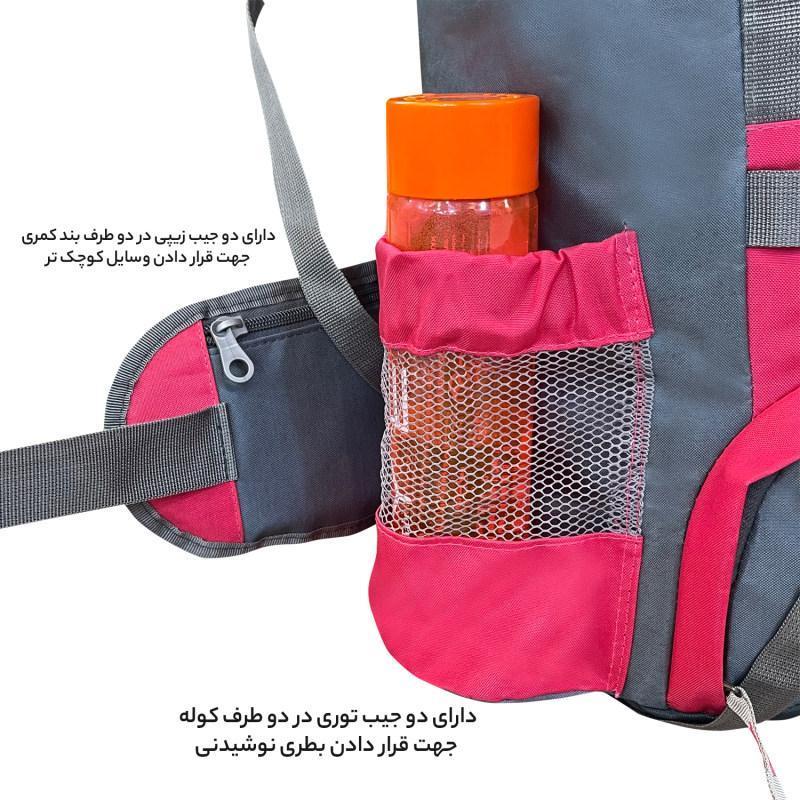 دارای دو جیب زیپی در دو طرف بند کمری
جهت قرار دادن وسایل کوچک تر
دارای دو جیب توری در دو طرف کوله
جهت قرار دادن بطری نوشیدنی